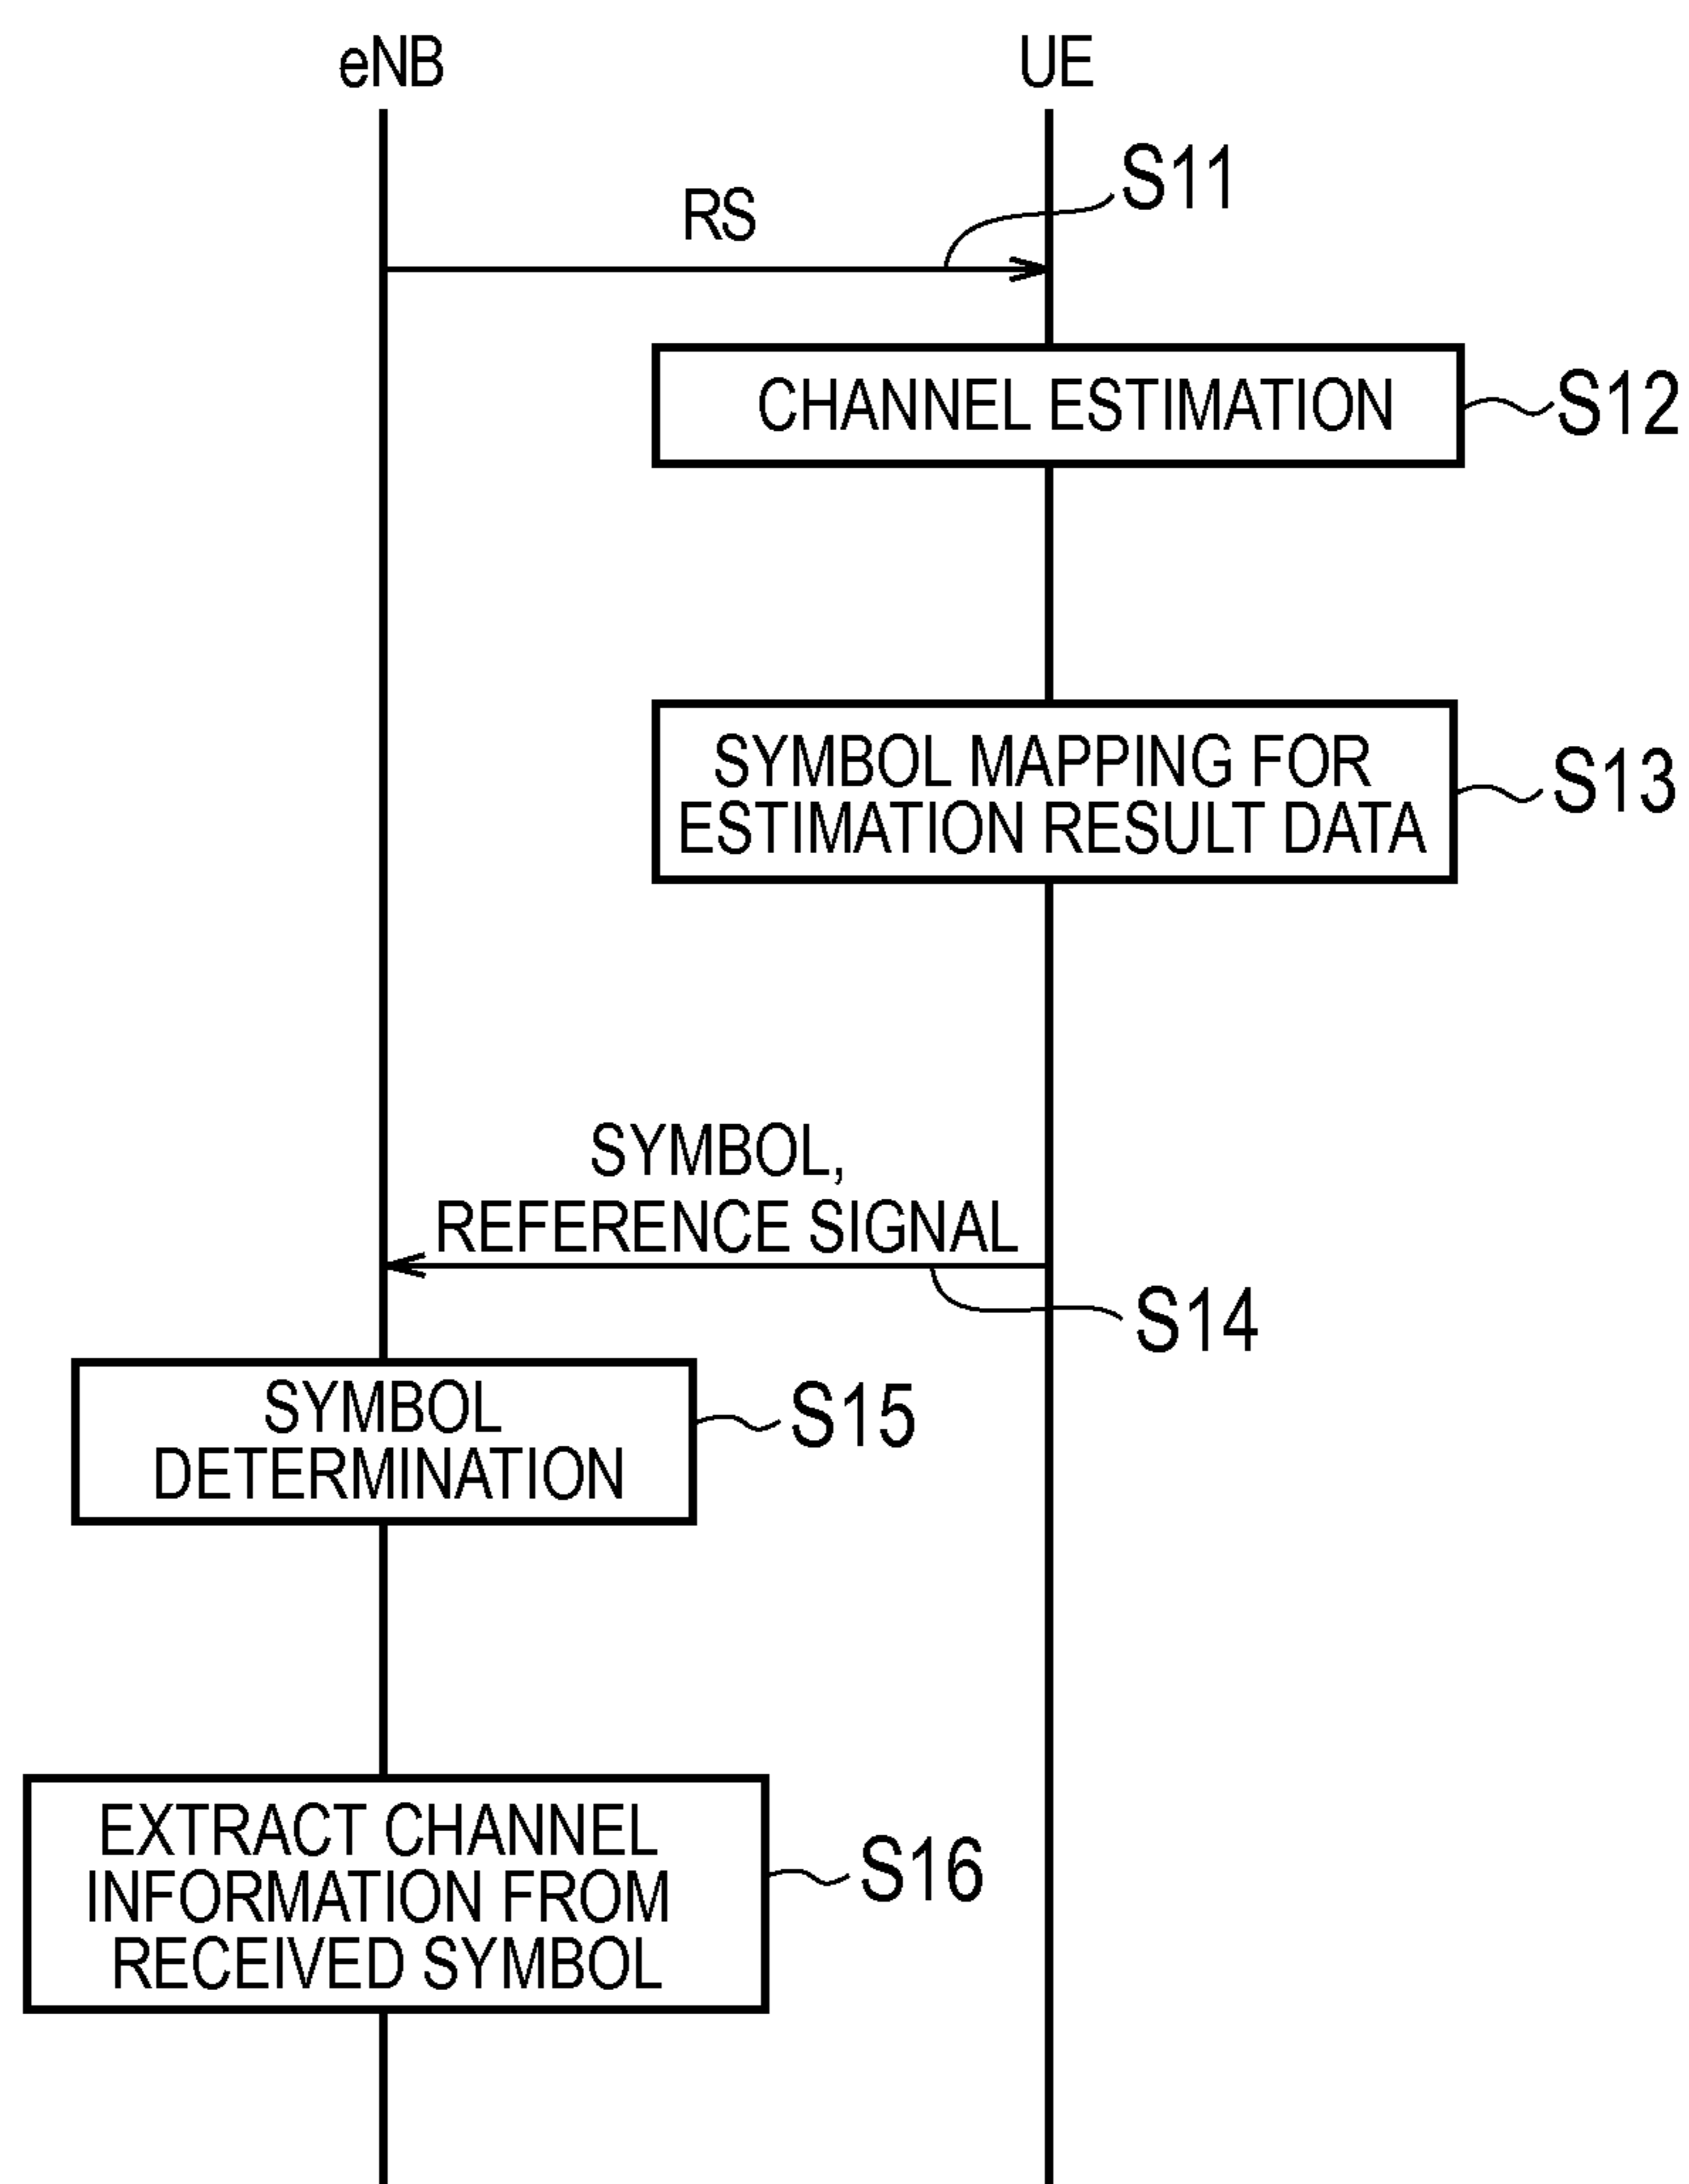 eNB
UE
RS
S11
CHANNEL ESTIMATION
S12
SYMBOL MAPPING FOR
ESTIMATION RESULT DATA
S13
SYMBOL,
REFERENCE SIGNAL
S14
SYMBOL
DETERMINATION
S15
EXTRACT CHANNEL
INFORMATION FROM
RECEIVED SYMBOL
S16